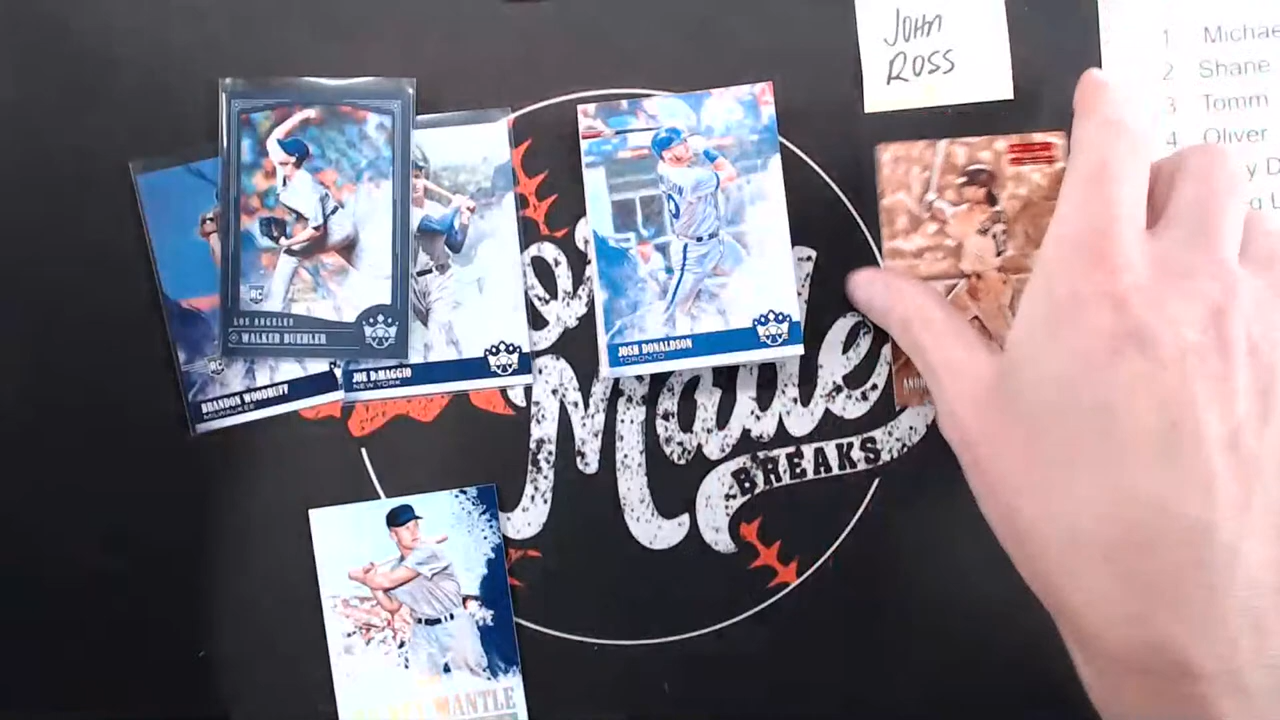 JOHN
ROSS
1 Michae
2 Shane
3 Tomm
4 Oliver
y D
RC
LOS ANGELES
WALKER BUEHLER
RC
BRANDON WOODRUFF
MILWAUKEE
JOE DiMAGGIO
NEW YORK
JOSH DONALDSON
TORONTO
Made
BREAKS
MANTLE